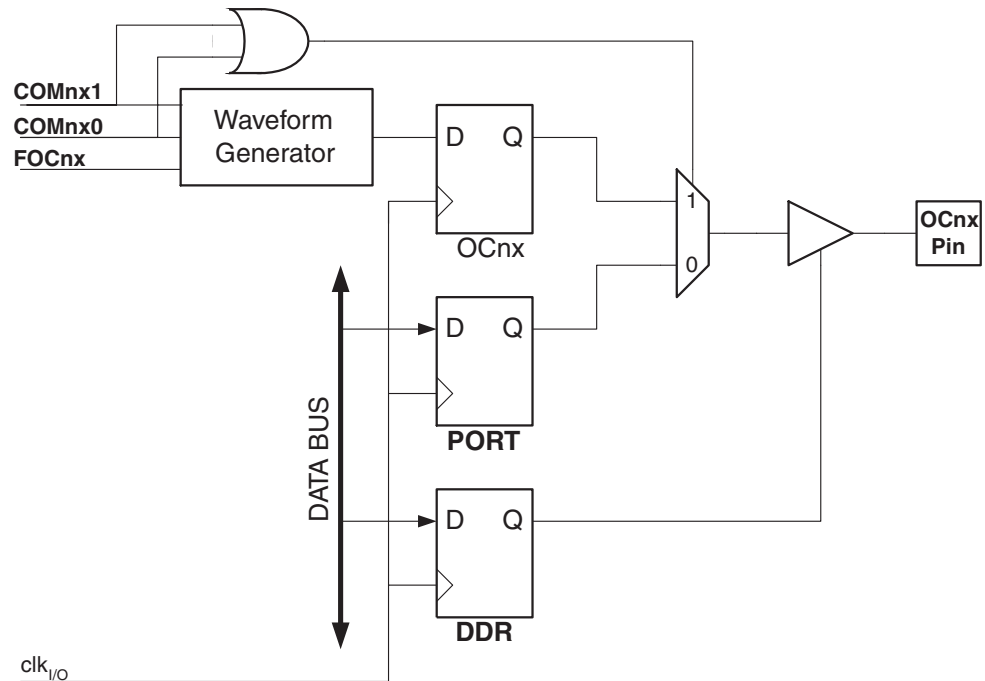 COMnx1
COMnx0
FOCnx
Waveform
Generator
D Q
OCnx
1
0
OCnx
Pin
D Q
PORT
DATA BUS
D Q
DDR
clkI/O